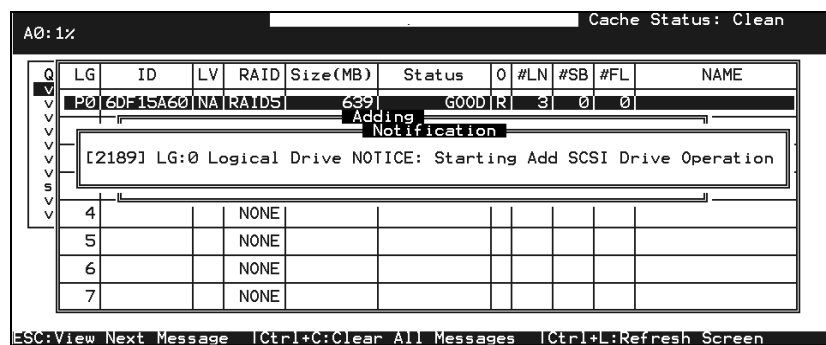 Cache Status: Clean
A0:1%
Q LG ID LV RAID Size(MB) Status O #LN #SB #FL NAME
v P0 6DF15A60 NA RAID5 639 GOOD R 3 0 0
v Adding
v Notification
v
v [2189] LG:0 Logical Drive NOTICE: Starting Add SCSI Drive Operation
v
s
v
v 4 NONE
5 NONE
6 NONE
7 NONE
ESC:View Next Message |Ctrl+C:Clear All Messages |Ctrl+L:Refresh Screen